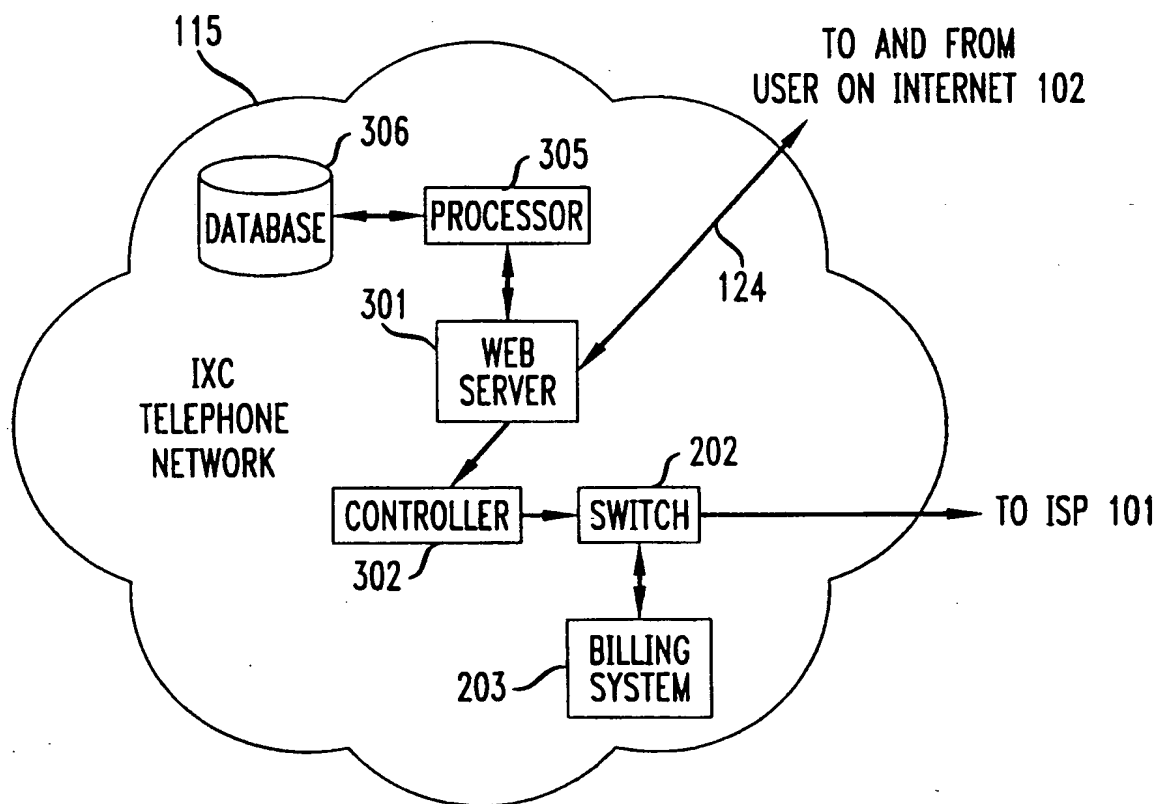 115
TO AND FROM
USER ON INTERNET 102
306
305
DATABASE
PROCESSOR
124
301
WEB
SERVER
IXC
TELEPHONE
NETWORK
202
CONTROLLER
SWITCH
TO ISP 101
302
BILLING
SYSTEM
203